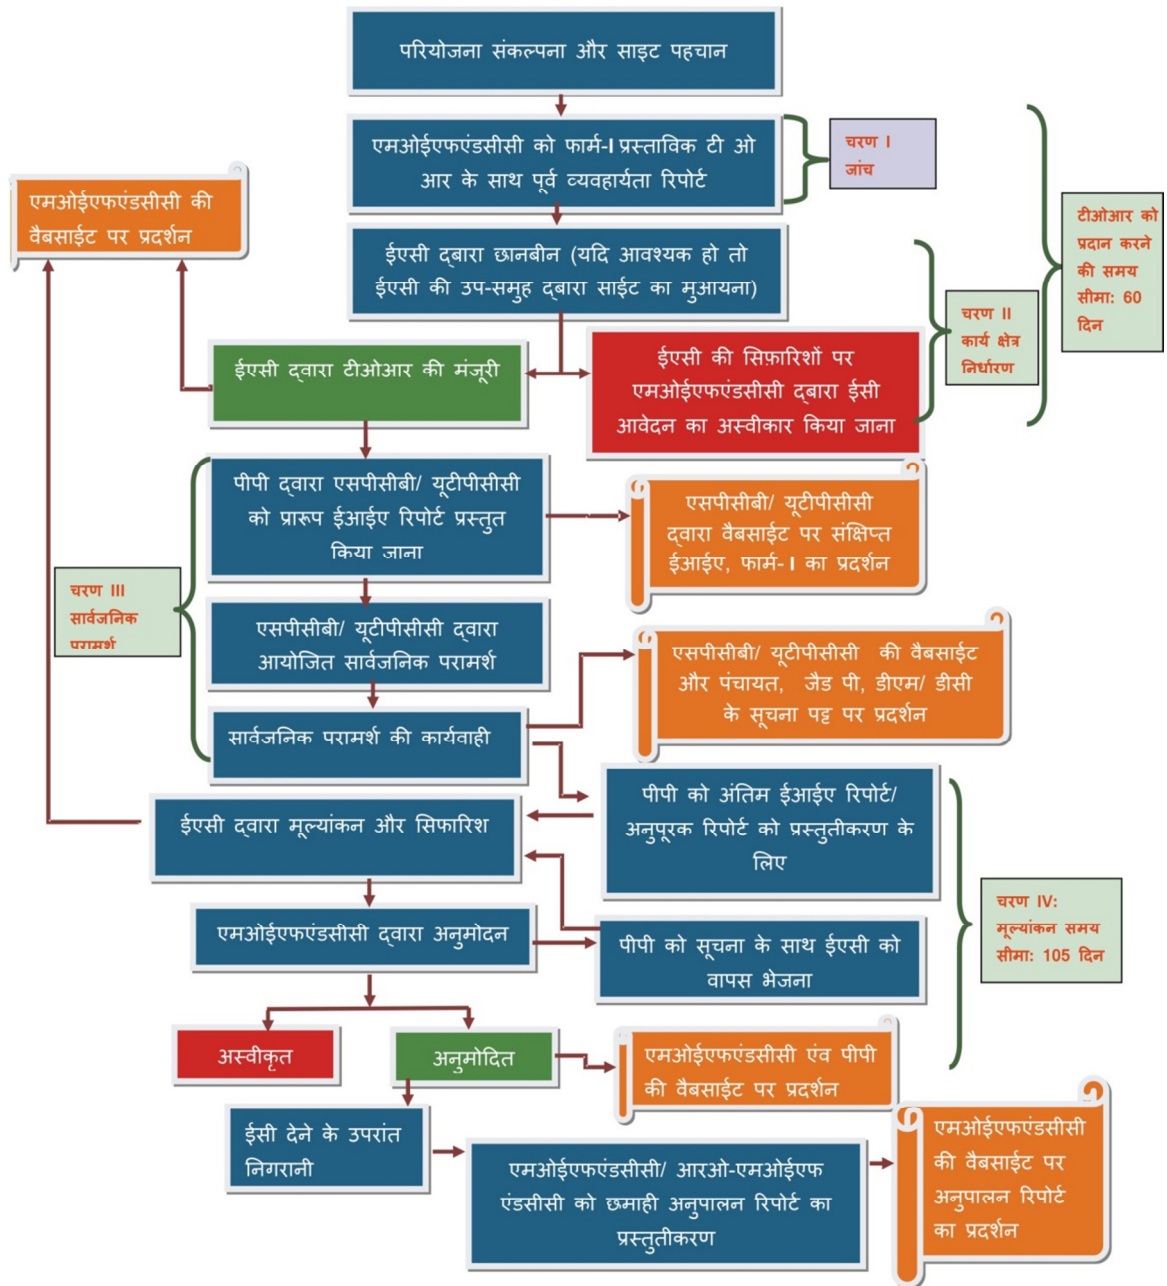 परियोजना संकल्पना और साइट पहचान
एमओईएफएंडसीसी को फार्म-I प्रस्ताविक टी ओ
आर के साथ पूर्व व्यवहार्यता रिपोर्ट
चरण I
जांच
एमओईएफएंडसीसी की
वैबसाईट पर प्रदर्शन
टीओआर को
प्रदान करने
की समय
सीमा: 60
दिन
ईएसी द्बारा छानबीन (यदि आवश्यक हो तो
ईएसी की उप-समुह द्बारा साईट का मुआयना)
चरण II
कार्य क्षेत्र
निर्धारण
ईएसी द्वारा टीओआर की मंजूरी
ईएसी की सिफ़ारिशों पर
एमओईएफएंडसीसी द्बारा ईसी
आवेदन का अस्वीकार किया जाना
पीपी द्वारा एसपीसीबी/ यूटीपीसीसी
को प्रारूप ईआईए रिपोर्ट प्रस्तुत
किया जाना
एसपीसीबी/ यूटीपीसीसी
द्वारा वैबसाईट पर संक्षिप्त
ईआईए, फार्म- I का प्रदर्शन
चरण III
सार्वजनिक
परामर्श
एसपीसीबी/ यूटीपीसीसी द्वारा
आयोजित सार्वजनिक परामर्श
एसपीसीबी/ यूटीपीसीसी की वैबसाईट
और पंचायत, जैड पी, डीएम/ डीसी
के सूचना पट्ट पर प्रदर्शन
सार्वजनिक परामर्श की कार्यवाही
पीपी को अंतिम ईआईए रिपोर्ट/
अनुपूरक रिपोर्ट को प्रस्तुतीकरण के
लिए
ईएसी द्वारा मूल्यांकन और सिफारिश
चरण IV:
मूल्यांकन समय
सीमा: 105 दिन
एमओईएफएंडसीसी द्वारा अनुमोदन
पीपी को सूचना के साथ ईएसी को
वापस भेजना
अस्वीकृत
अनुमोदित
एमओईएफएंडसीसी एंव पीपी
की वैबसाईट पर प्रदर्शन
ईसी देने के उपरांत
निगरानी
एमओईएफएंडसीसी/ आरओ-एमओईएफ
एंडसीसी को छमाही अनुपालन रिपोर्ट का
प्रस्तुतीकरण
एमओईएफएंडसीसी
की वैबसाईट पर
अनुपालन रिपोर्ट
का प्रदर्शन